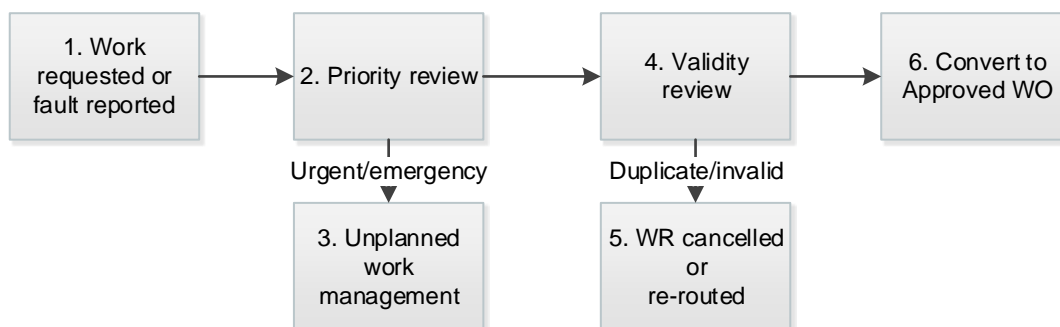 1. Work
requested or
fault reported
2. Priority review
4. Validity
review
6. Convert to
Approved WO
Urgent/emergency
Duplicate/invalid
3. Unplanned
work
management
5. WR cancelled
or
re-routed